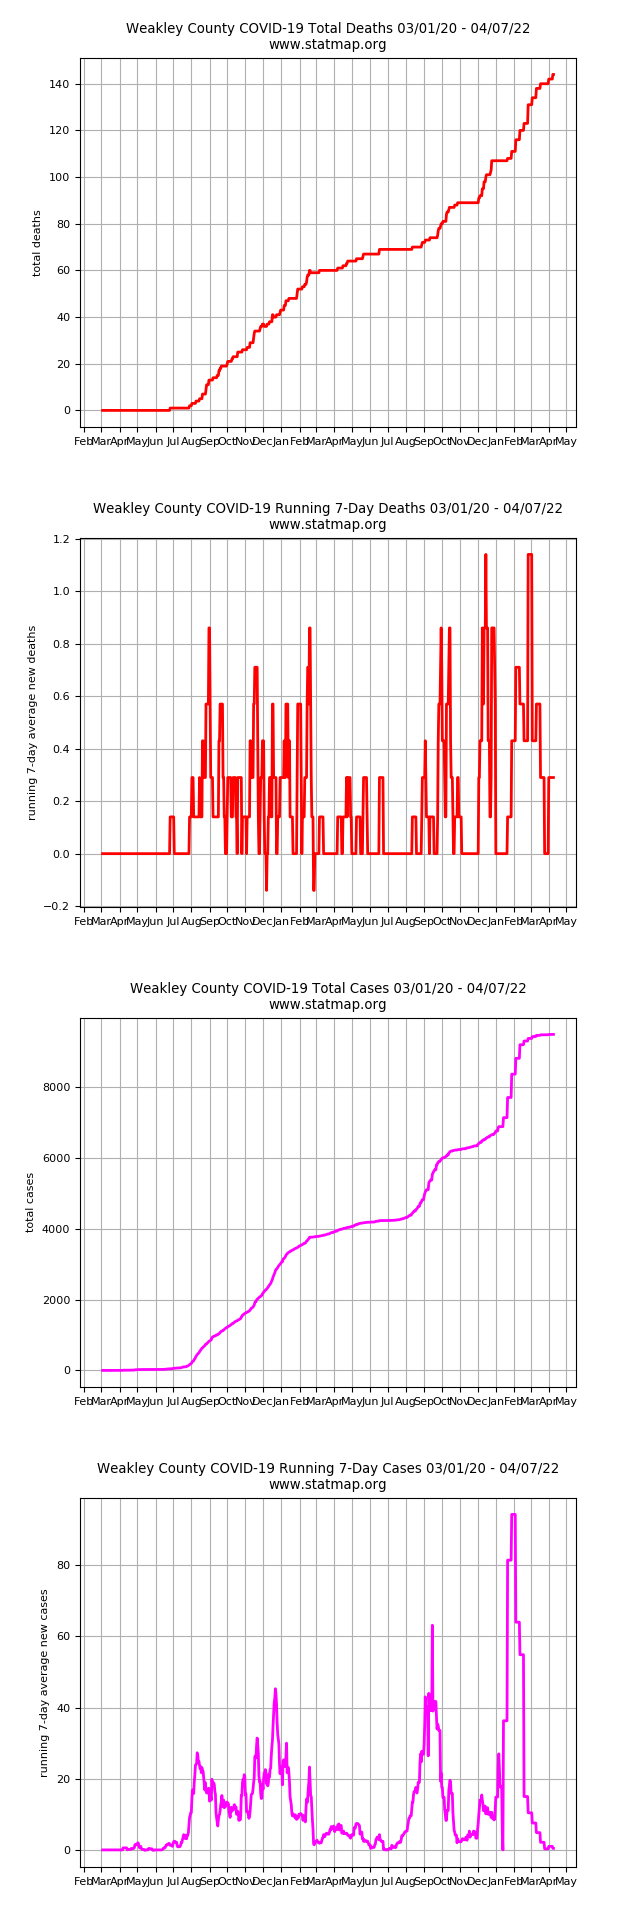 Weakley County COVID-19 Total Deaths 03/01/20 - 04/07/22
www.statmap.org
140
120
100
80
60
40
20
0
total deaths
Feb Mar Apr May Jun Jul Aug Sep Oct Nov Dec Jan Feb Mar Apr May Jun Jul Aug Sep Oct Nov Dec Jan Feb Mar Apr May
Weakley County COVID-19 Running 7-Day Deaths 03/01/20 - 04/07/22
www.statmap.org
1.2
1.0
0.8
0.6
0.4
0.2
0.0
−0.2
running 7-day average new deaths
Feb Mar Apr May Jun Jul Aug Sep Oct Nov Dec Jan Feb Mar Apr May Jun Jul Aug Sep Oct Nov Dec Jan Feb Mar Apr May
Weakley County COVID-19 Total Cases 03/01/20 - 04/07/22
www.statmap.org
8000
6000
4000
2000
0
total cases
Feb Mar Apr May Jun Jul Aug Sep Oct Nov Dec Jan Feb Mar Apr May Jun Jul Aug Sep Oct Nov Dec Jan Feb Mar Apr May
Weakley County COVID-19 Running 7-Day Cases 03/01/20 - 04/07/22
www.statmap.org
80
60
40
20
0
running 7-day average new cases
Feb Mar Apr May Jun Jul Aug Sep Oct Nov Dec Jan Feb Mar Apr May Jun Jul Aug Sep Oct Nov Dec Jan Feb Mar Apr May